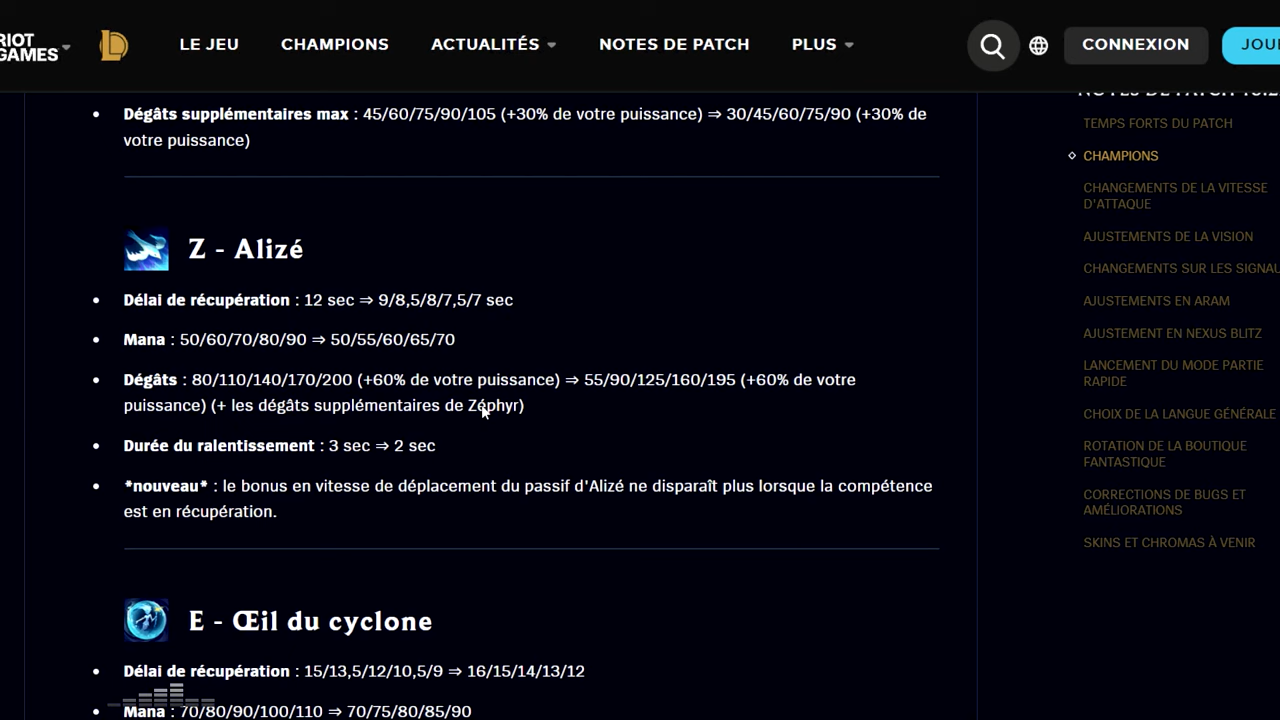 RIOT GAMES LE JEU CHAMPIONS ACTUALITÉS NOTES DE PATCH PLUS CONNEXION
Dégâts supplémentaires max : 45/60/75/90/105 (+30% de votre puissance) ⇒ 30/45/60/75/90 (+30% de
votre puissance)
Z - Alizé
Délai de récupération : 12 sec ⇒ 9/8,5/8/7,5/7 sec
Mana : 50/60/70/80/90 ⇒ 50/55/60/65/70
Dégâts : 80/110/140/170/200 (+60% de votre puissance) ⇒ 55/90/125/160/195 (+60% de votre
puissance) (+ les dégâts supplémentaires de Zéphyr)
Durée du ralentissement : 3 sec ⇒ 2 sec
*nouveau* : le bonus en vitesse de déplacement du passif d'Alizé ne disparaît plus lorsque la compétence
est en récupération.
E - Œil du cyclone
Délai de récupération : 15/13,5/12/10,5/9 ⇒ 16/15/14/13/12
Mana : 70/80/90/100/110 ⇒ 70/75/80/85/90
NOTES DE PATCH
TEMPS FORTS DU PATCH
CHAMPIONS
CHANGEMENTS DE LA VITESSE
D'ATTAQUE
AJUSTEMENTS DE LA VISION
CHANGEMENTS SUR LES SIGNAU
AJUSTEMENTS EN ARAM
AJUSTEMENT EN NEXUS BLITZ
LANCEMENT DU MODE PARTIE
RAPIDE
CHOIX DE LA LANGUE GÉNÉRALE
ROTATION DE LA BOUTIQUE
FANTASTIQUE
CORRECTIONS DE BUGS ET
AMÉLIORATIONS
SKINS ET CHROMAS À VENIR